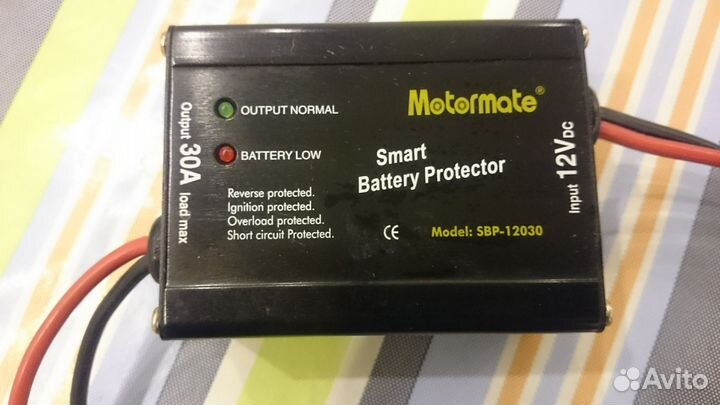 Motormate®
OUTPUT NORMAL
BATTERY LOW
Smart
Battery Protector
Output 30A load max
Input 12VDC
Reverse protected.
Ignition protected.
Overload protected.
Short circuit Protected.
CE
Model: SBP-12030
Avito